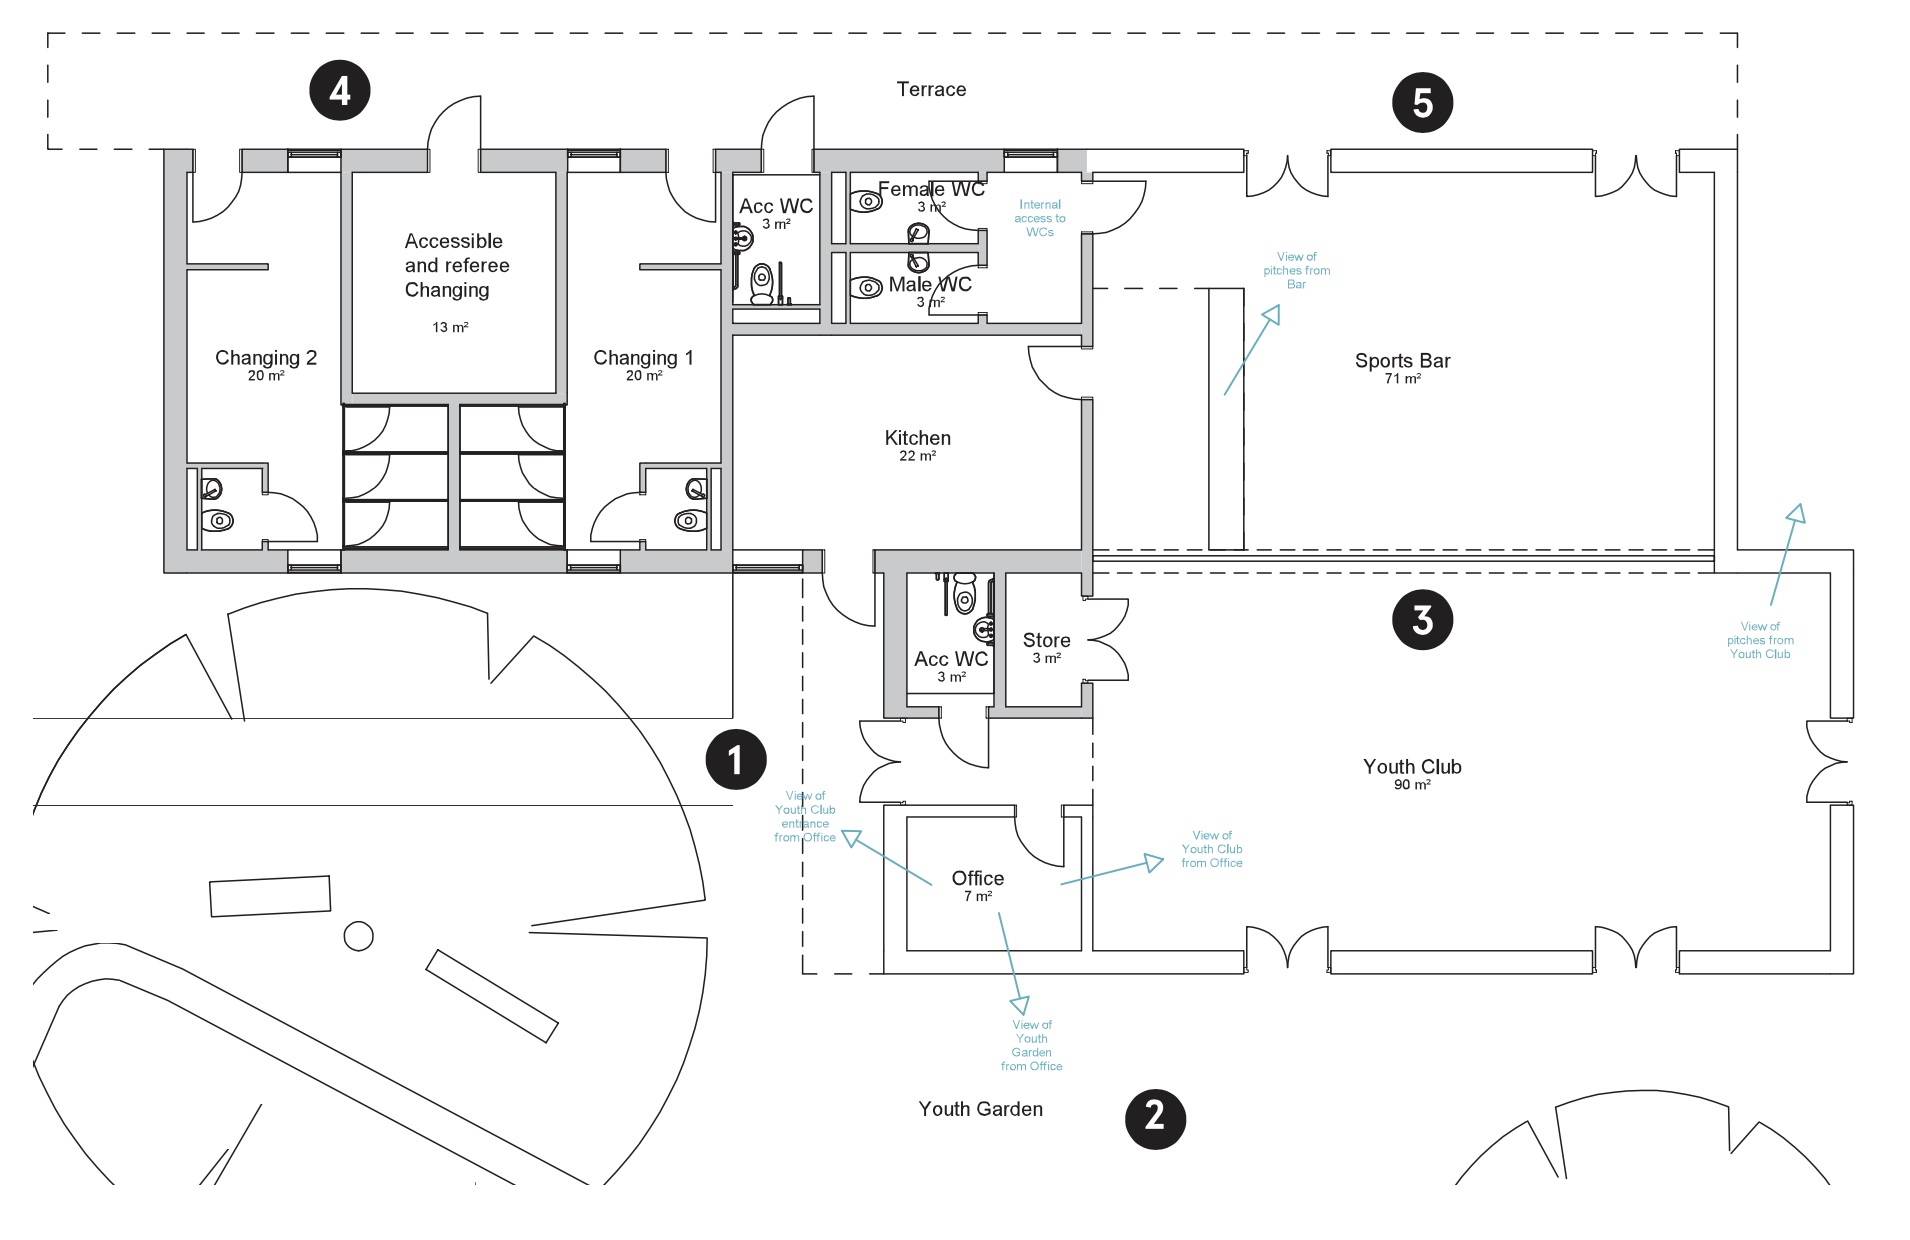 Terrace
4
5
Female WC
3 m²
Acc WC
3 m²
Internal
access to
WCs
Accessible
and referee
Changing
13 m²
Male WC
3 m²
View of
pitches from
Bar
Changing 2
20 m²
Changing 1
20 m²
Sports Bar
71 m²
Kitchen
22 m²
3
Store
3 m²
Acc WC
3 m²
View of
pitches from
Youth Club
1
Youth Club
90 m²
View of
Youth Club
entrance
from Office
View of
Youth Club
from Office
Office
7 m²
View of
Youth
Garden
from Office
Youth Garden
2